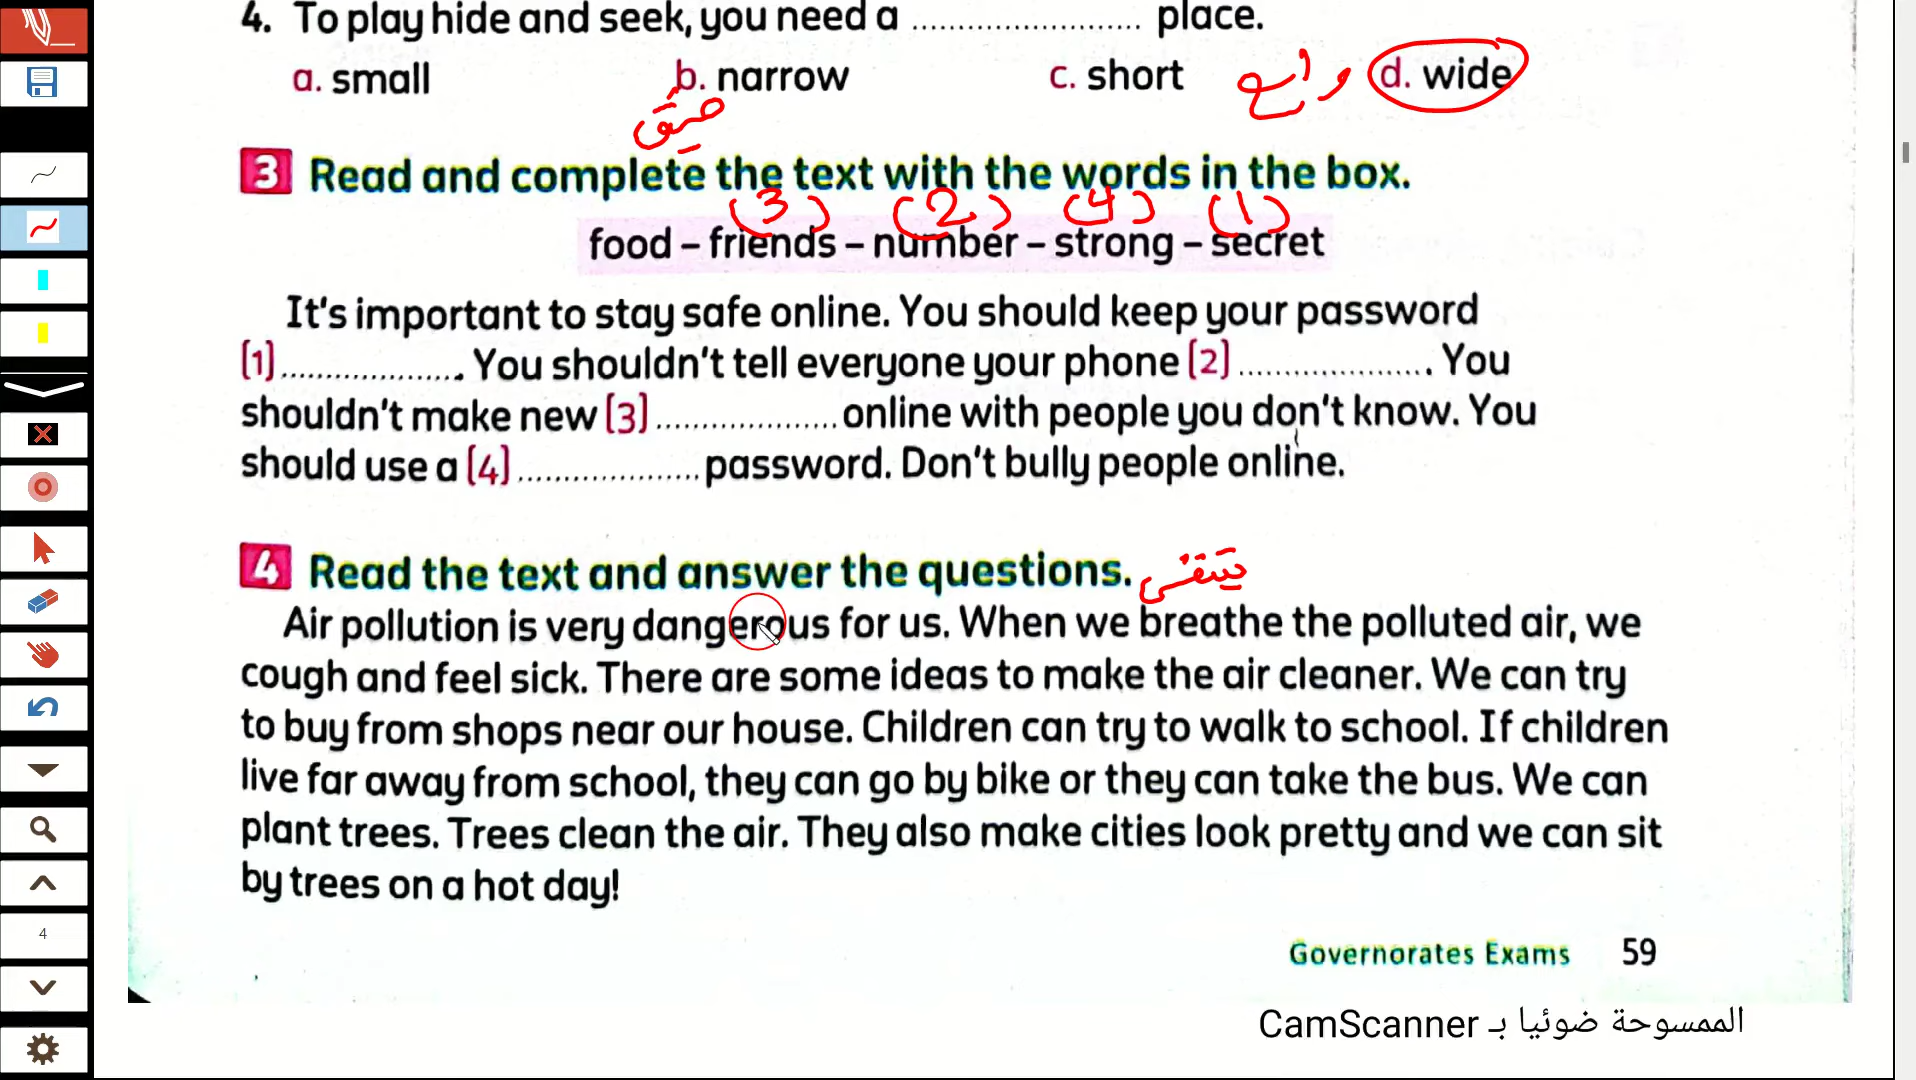 4. To play hide and seek, you need a ........................ place.
a. small b. narrow c. short d. wide
ضيق
واسع
3 Read and complete the text with the words in the box.
(3) (2) (4) (1)
food – friends – number – strong – secret
It's important to stay safe online. You should keep your password
(1) .................... . You shouldn't tell everyone your phone (2) .................... . You
shouldn't make new (3) .................... online with people you don't know. You
should use a (4) .................... password. Don't bully people online.
4 Read the text and answer the questions.
يتنفس
Air pollution is very dangerous for us. When we breathe the polluted air, we
cough and feel sick. There are some ideas to make the air cleaner. We can try
to buy from shops near our house. Children can try to walk to school. If children
live far away from school, they can go by bike or they can take the bus. We can
plant trees. Trees clean the air. They also make cities look pretty and we can sit
by trees on a hot day!
Governorates Exams 59
الممسوحة ضوئيا بـ CamScanner
4